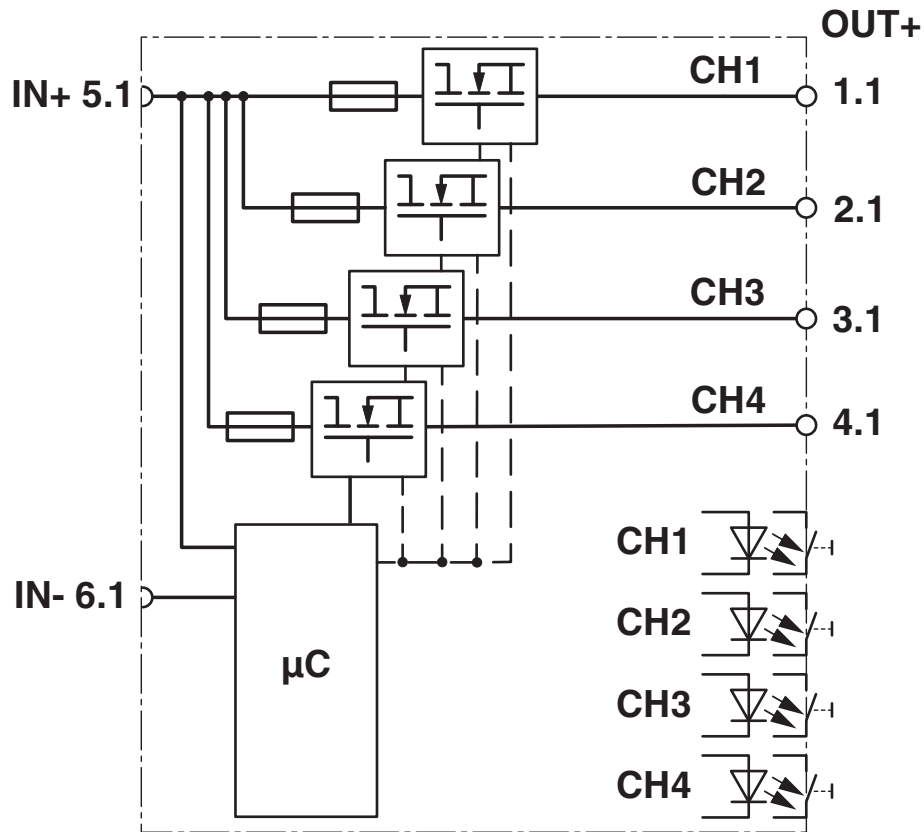 OUT+
IN+ 5.1
CH1
1.1
CH2
2.1
CH3
3.1
CH4
4.1
CH1
IN- 6.1
CH2
µC
CH3
CH4